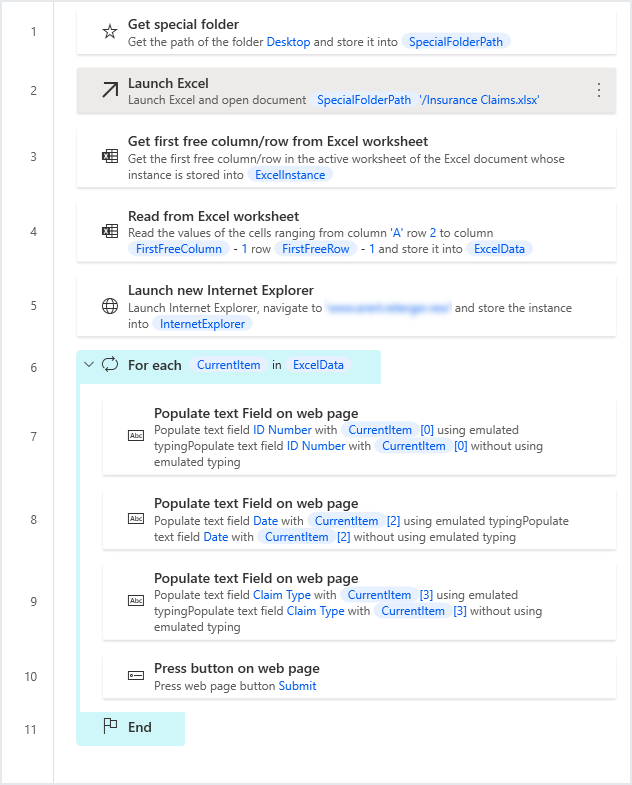 1
Get special folder
Get the path of the folder Desktop and store it into SpecialFolderPath
2
Launch Excel
Launch Excel and open document SpecialFolderPath '/Insurance Claims.xlsx'
3
Get first free column/row from Excel worksheet
Get the first free column/row in the active worksheet of the Excel document whose
instance is stored into ExcelInstance
4
Read from Excel worksheet
Read the values of the cells ranging from column 'A' row 2 to column
FirstFreeColumn - 1 row FirstFreeRow - 1 and store it into ExcelData
5
Launch new Internet Explorer
Launch Internet Explorer, navigate to and store the instance
into InternetExplorer
6
For each CurrentItem in ExcelData
7
Populate text Field on web page
Abc
Populate text field ID Number with CurrentItem [0] using emulated
typingPopulate text field ID Number with CurrentItem [0] without using
emulated typing
8
Populate text Field on web page
Abc
Populate text field Date with CurrentItem [2] using emulated typingPopulate
text field Date with CurrentItem [2] without using emulated typing
9
Populate text Field on web page
Abc
Populate text field Claim Type with CurrentItem [3] using emulated
typingPopulate text field Claim Type with CurrentItem [3] without using
emulated typing
10
Press button on web page
Press web page button Submit
11
End